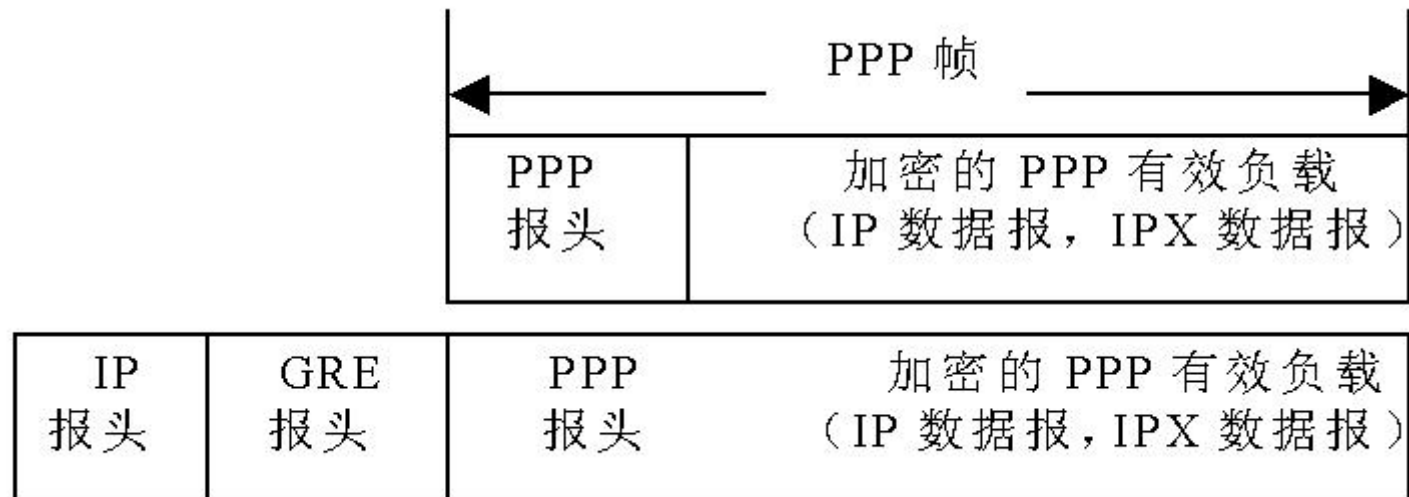 PPP 帧
PPP 加密的 PPP 有效负载
报头 （IP 数据报，IPX 数据报）
IP GRE PPP 加密的 PPP 有效负载
报头 报头 报头 （IP 数据报，IPX 数据报）